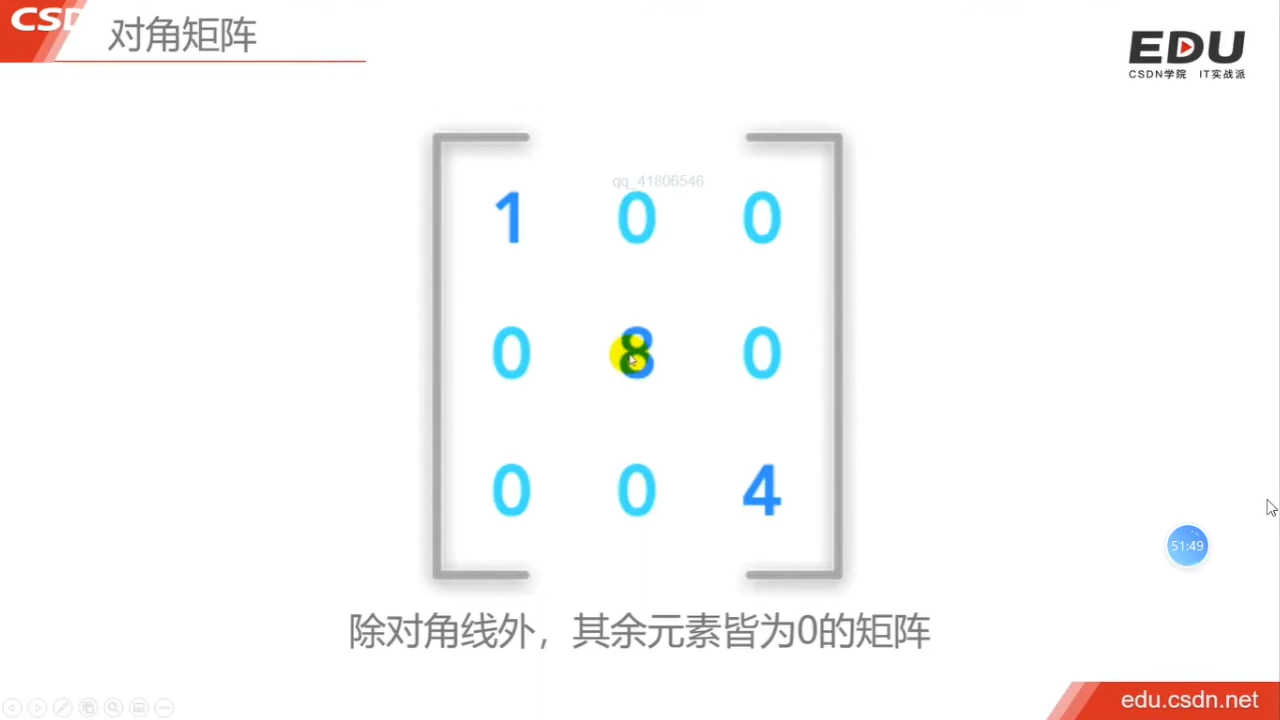 CSD
对角矩阵
EDU
CSDN学院 IT实战派
qq_41806546
1 0 0
0 8 0
0 0 4
51:49
除对角线外，其余元素皆为0的矩阵
edu.csdn.net